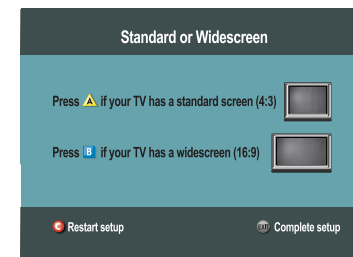 Standard or Widescreen
Press A if your TV has a standard screen (4:3)
Press B if your TV has a widescreen (16:9)
C Restart setup
EXIT Complete setup